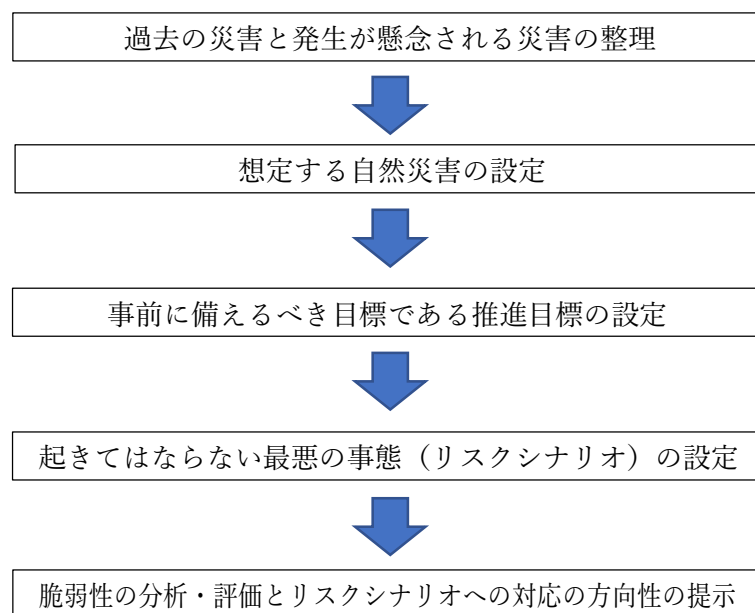 過去の災害と発生が懸念される災害の整理
想定する自然災害の設定
事前に備えるべき目標である推進目標の設定
起きてはならない最悪の事態（リスクシナリオ）の設定
脆弱性の分析・評価とリスクシナリオへの対応の方向性の提示